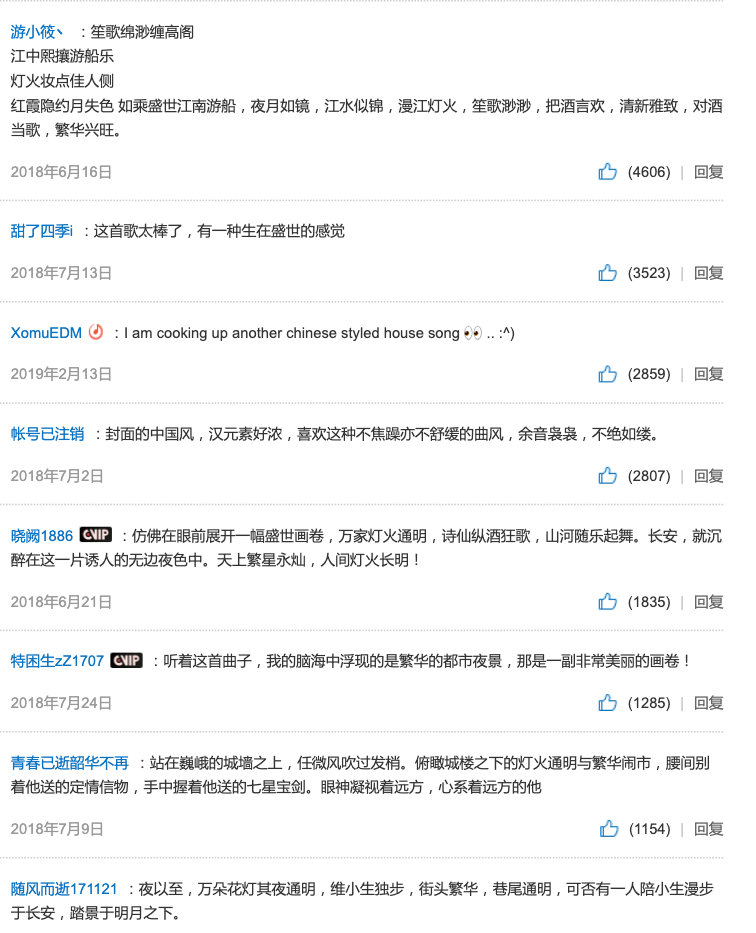 游小筱丶 ：笙歌绵渺缠高阁
江中熙攘游船乐
灯火妆点佳人侧
红霞隐约月失色 如乘盛世江南游船，夜月如镜，江水似锦，漫江灯火，笙歌渺渺，把酒言欢，清新雅致，对酒
当歌，繁华兴旺。
2018年6月16日 (4606) | 回复
甜了四季i ：这首歌太棒了，有一种生在盛世的感觉
2018年7月13日 (3523) | 回复
XomuEDM ：I am cooking up another chinese styled house song 👀 .. :^)
2019年2月13日 (2859) | 回复
帐号已注销 ：封面的中国风，汉元素好浓，喜欢这种不焦躁亦不舒缓的曲风，余音袅袅，不绝如缕。
2018年7月2日 (2807) | 回复
晓阙1886 VIP ：仿佛在眼前展开一幅盛世画卷，万家灯火通明，诗仙纵酒狂歌，山河随乐起舞。长安，就沉
醉在这一片诱人的无边夜色中。天上繁星永灿，人间灯火长明！
2018年6月21日 (1835) | 回复
特困生zZ1707 VIP ：听着这首曲子，我的脑海中浮现的是繁华的都市夜景，那是一副非常美丽的画卷！
2018年7月24日 (1285) | 回复
青春已逝韶华不再 ：站在巍峨的城墙之上，任微风吹过发梢。俯瞰城楼之下的灯火通明与繁华闹市，腰间别
着他送的定情信物，手中握着他送的七星宝剑。眼神凝视着远方，心系着远方的他
2018年7月9日 (1154) | 回复
随风而逝171121 ：夜以至，万朵花灯其夜通明，维小生独步，街头繁华，巷尾通明，可否有一人陪小生漫步
于长安，踏景于明月之下。